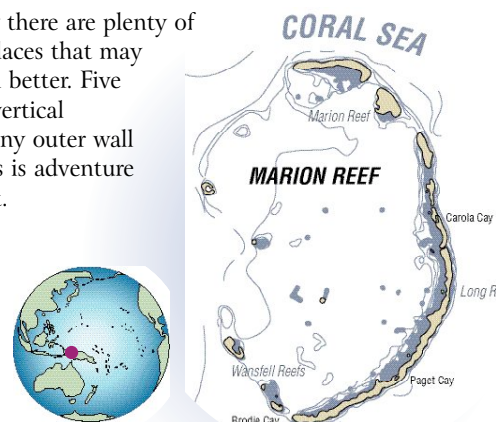 there are plenty of
laces that may
better. Five
vertical
ny outer wall
s is adventure
CORAL SEA
Marion Reef
MARION REEF
Carola Cay
Long R
Wansfell Reefs
Paget Cay
Brodie Cay